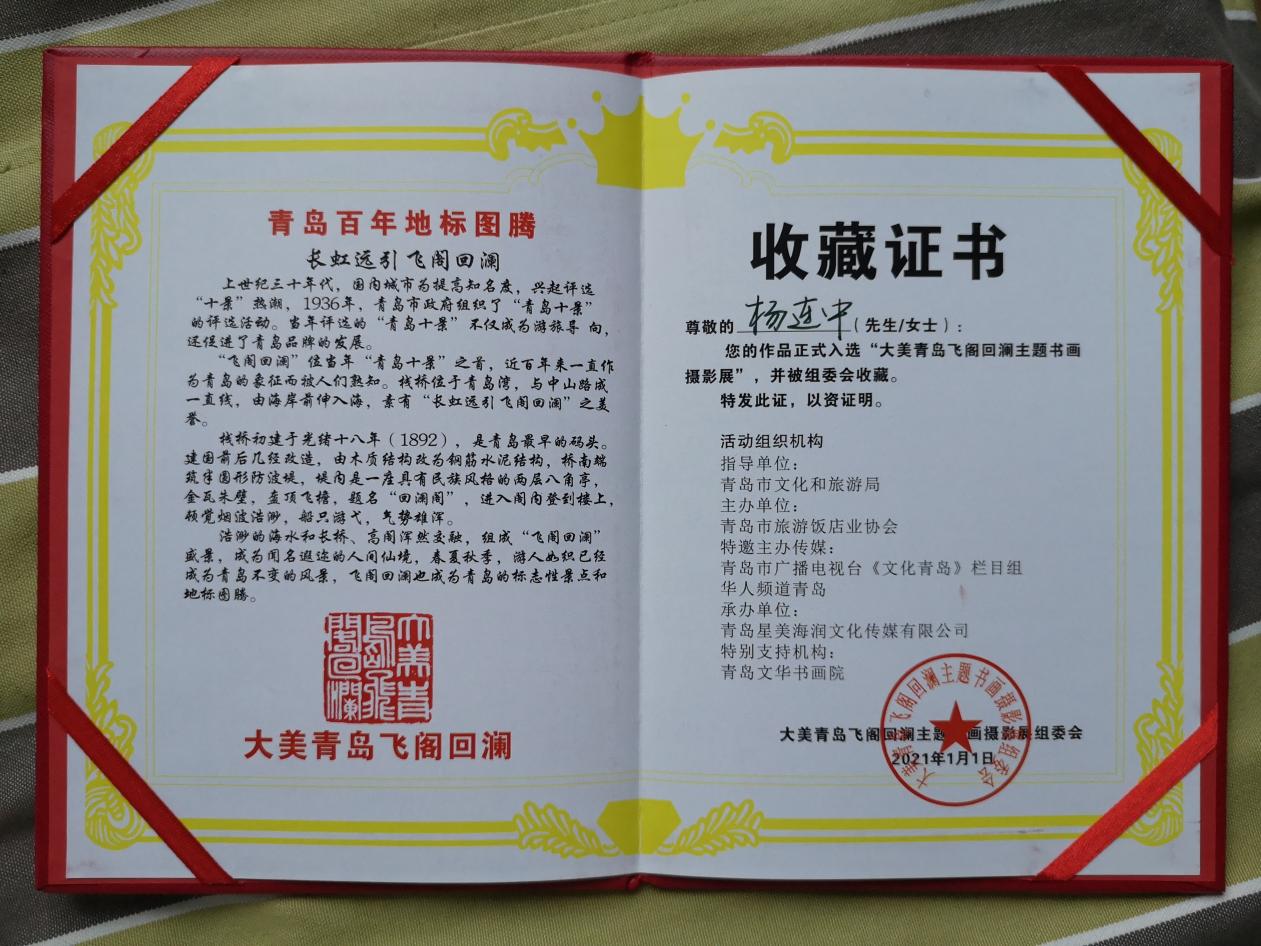 青岛百年地标图腾
长虹远引飞阁回澜
上世纪三十年代，国内城市为提高知名度，兴起评选
“十景”热潮，1936年，青岛市政府组织了“青岛十景”
的评选活动。当年评选的“青岛十景”不仅成为游旅导 向，
还促进了青岛品牌的发展。
“飞阁回澜”位当年“青岛十景”之首，近百年来一直作
为青岛的象征而被人们熟知。栈桥位于青岛湾，与中山路成
一直线，由海岸前伸入海，素有“长虹远引飞阁回澜”之美
誉。
栈桥初建于光绪十八年（1892），是青岛最早的码头。
建国前后几经改造，由木质结构改为钢筋水泥结构，桥南端
筑半圆形防波堤，堤内是一座具有民族风格的两层八角亭，
金瓦朱壁，盔顶飞檐，题名“回澜阁”，进入阁内登到楼上，
顿觉烟波浩渺，船只游弋，气势雄浑。
浩渺的海水和长桥、高阁浑然交融，组成“飞阁回澜”
盛景，成为闻名遐迩的人间仙境，春夏秋季，游人如织已经
成为青岛不变的风景，飞阁回澜也成为青岛的标志性景点和
地标图腾。
大美青
岛飛
閣回瀾
大美青岛飞阁回澜
收藏证书
尊敬的 杨连中（先生/女士）：
您的作品正式入选“大美青岛飞阁回澜主题书画
摄影展”，并被组委会收藏。
特发此证，以资证明。
活动组织机构
指导单位：
青岛市文化和旅游局
主办单位：
青岛市旅游饭店业协会
特邀主办传媒：
青岛市广播电视台《文化青岛》栏目组
华人频道青岛
承办单位：
青岛星美海润文化传媒有限公司
特别支持机构：
青岛文华书画院
大美青岛飞阁回澜主题书画摄影展组委会
2021年1月1日
大美青岛飞阁回澜主题书画摄影展组委会